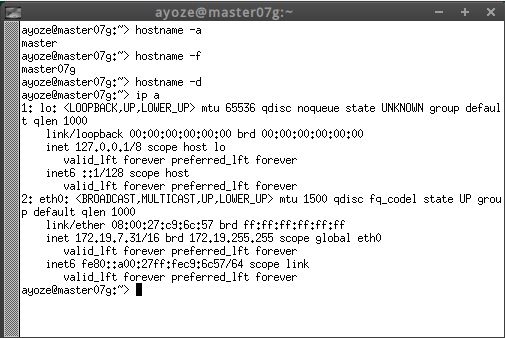 ayoze@master07g:~
ayoze@master07g:~> hostname -a
master
ayoze@master07g:~> hostname -f
master07g
ayoze@master07g:~> hostname -d
ayoze@master07g:~> ip a
1: lo: <LOOPBACK,UP,LOWER_UP> mtu 65536 qdisc noqueue state UNKNOWN group defaul
t qlen 1000
    link/loopback 00:00:00:00:00:00 brd 00:00:00:00:00:00
    inet 127.0.0.1/8 scope host lo
       valid_lft forever preferred_lft forever
    inet6 ::1/128 scope host
       valid_lft forever preferred_lft forever
2: eth0: <BROADCAST,MULTICAST,UP,LOWER_UP> mtu 1500 qdisc fq_codel state UP grou
p default qlen 1000
    link/ether 08:00:27:c9:6c:57 brd ff:ff:ff:ff:ff:ff
    inet 172.19.7.31/16 brd 172.19.255.255 scope global eth0
       valid_lft forever preferred_lft forever
    inet6 fe80::a00:27ff:fec9:6c57/64 scope link
       valid_lft forever preferred_lft forever
ayoze@master07g:~>